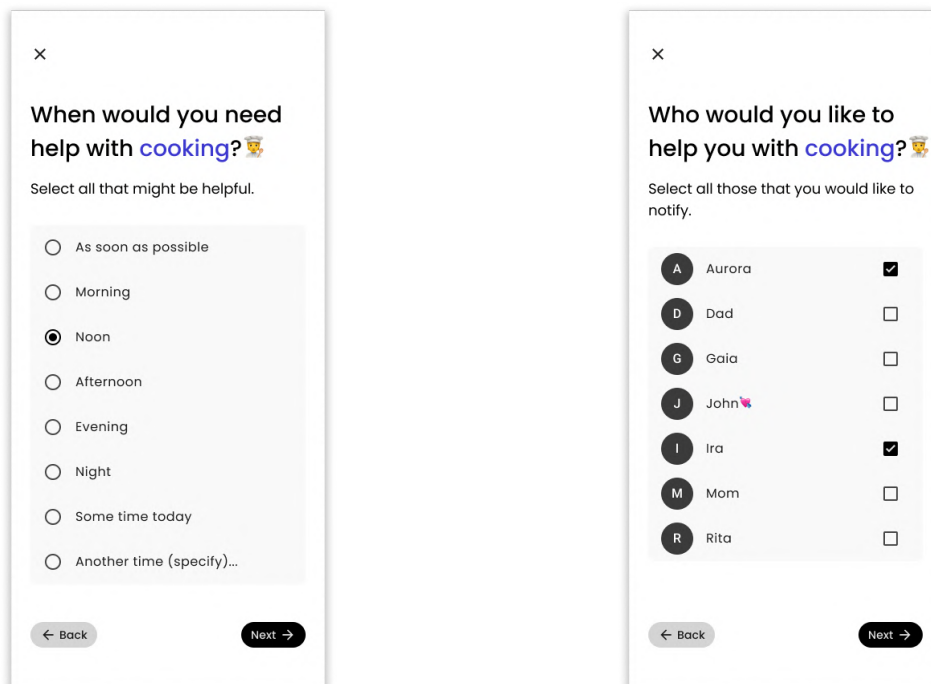 When would you need
help with cooking?👩‍🍳
Select all that might be helpful.
As soon as possible
Morning
Noon
Afternoon
Evening
Night
Some time today
Another time (specify)...
← Back
Next →
Who would you like to
help you with cooking?👩‍🍳
Select all those that you would like to
notify.
A Aurora
D Dad
G Gaia
J John💘
I Ira
M Mom
R Rita
← Back
Next →